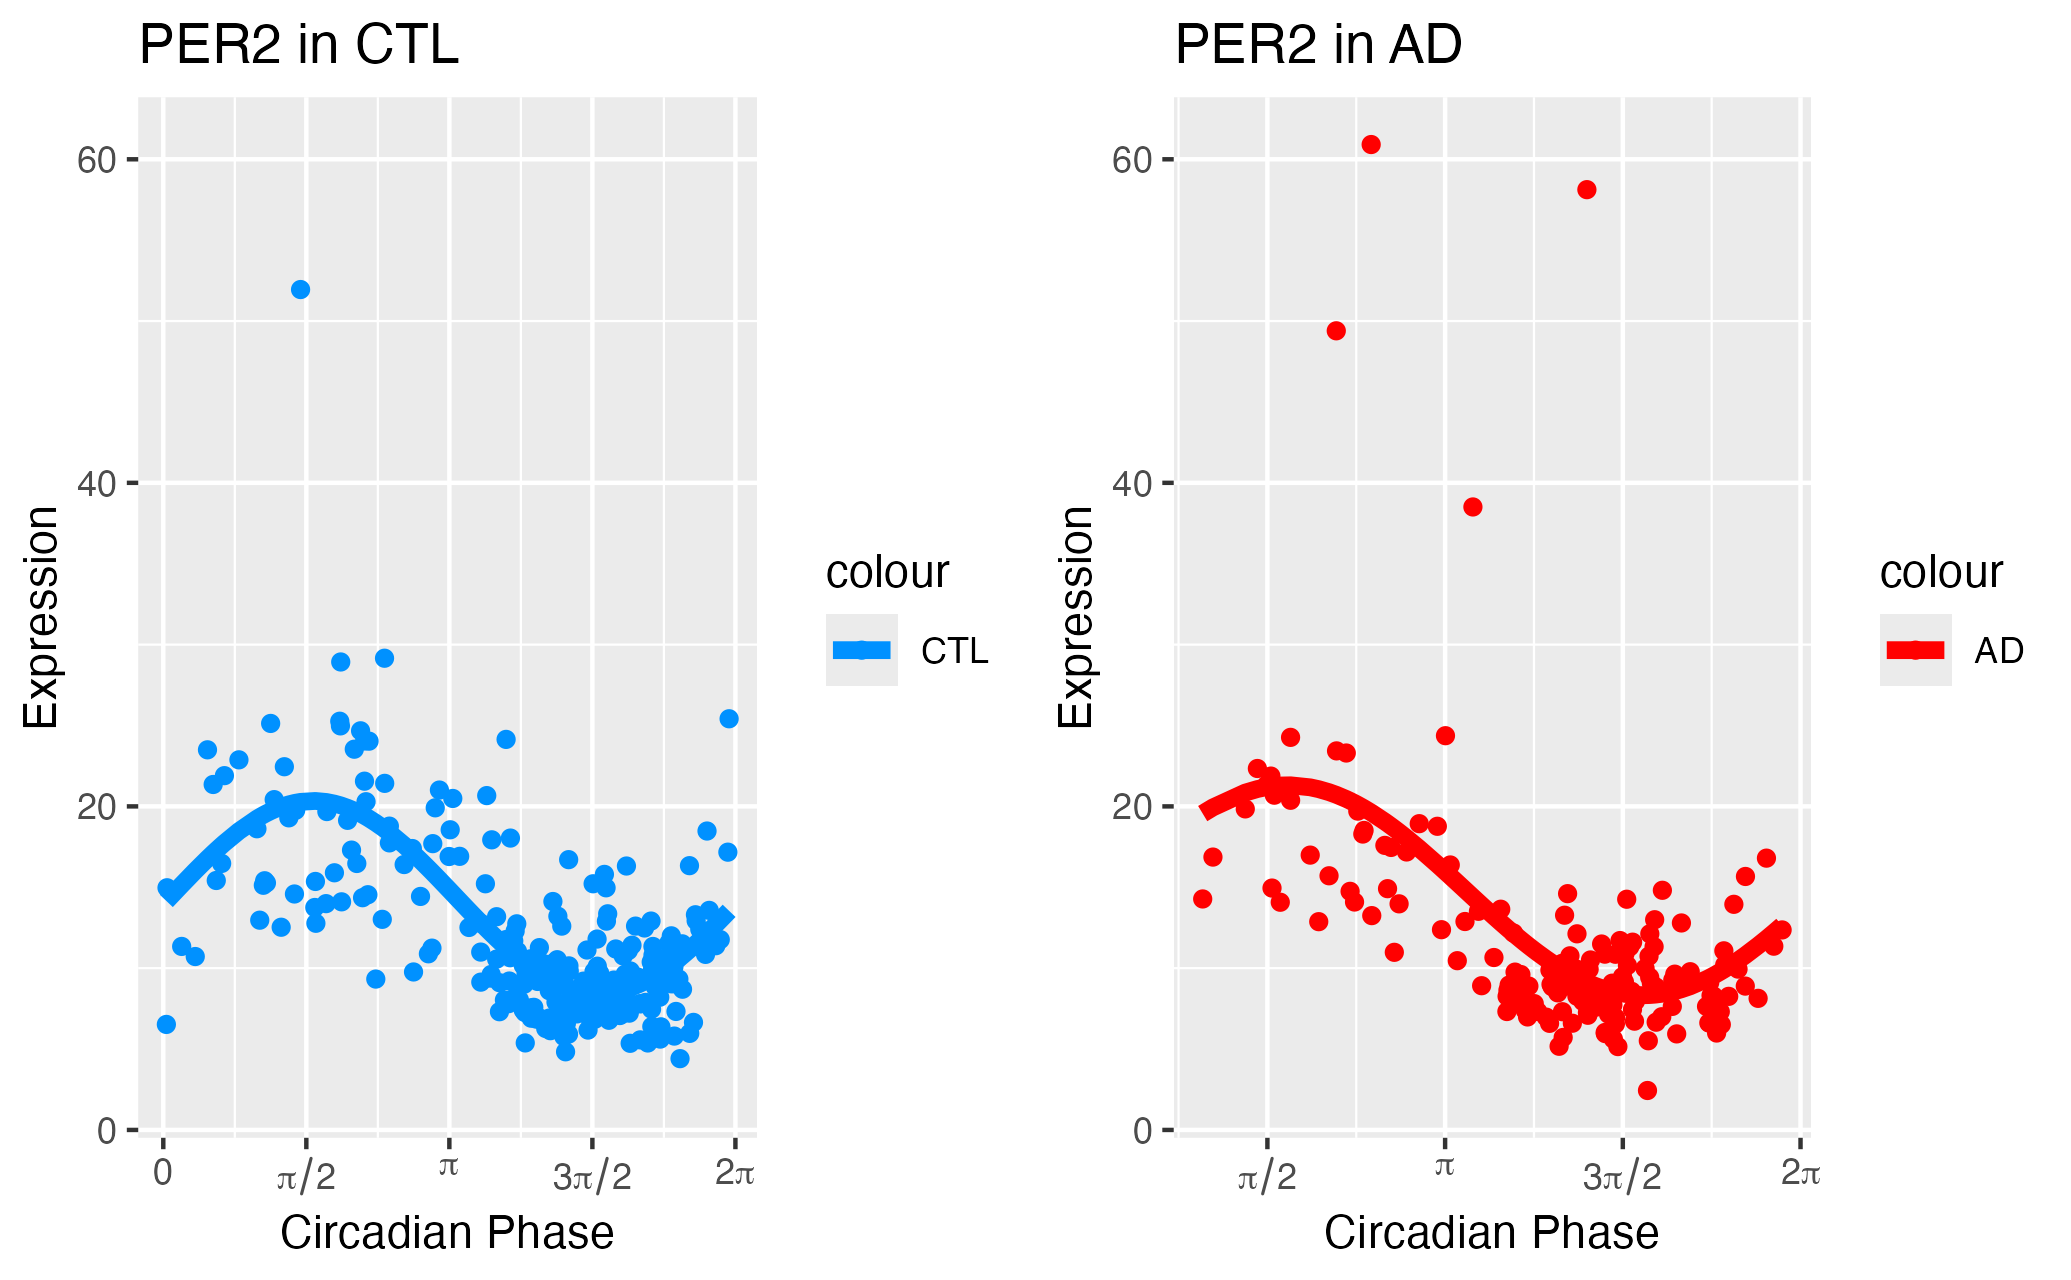 PER2 in CTL
60
40
20
0
Expression
0
π/2
π
3π/2
2π
Circadian Phase
colour
CTL
PER2 in AD
60
40
20
0
Expression
π/2
π
3π/2
2π
Circadian Phase
colour
AD